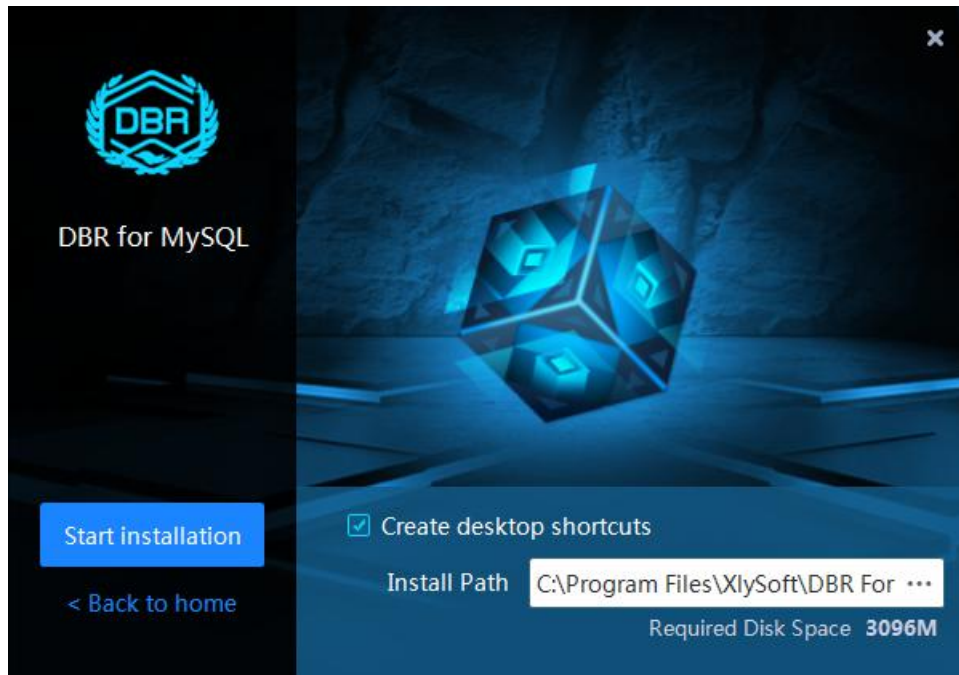 DBR
DBR for MySQL
Start installation
< Back to home
Create desktop shortcuts
Install Path C:\Program Files\XlySoft\DBR For ...
Required Disk Space 3096M